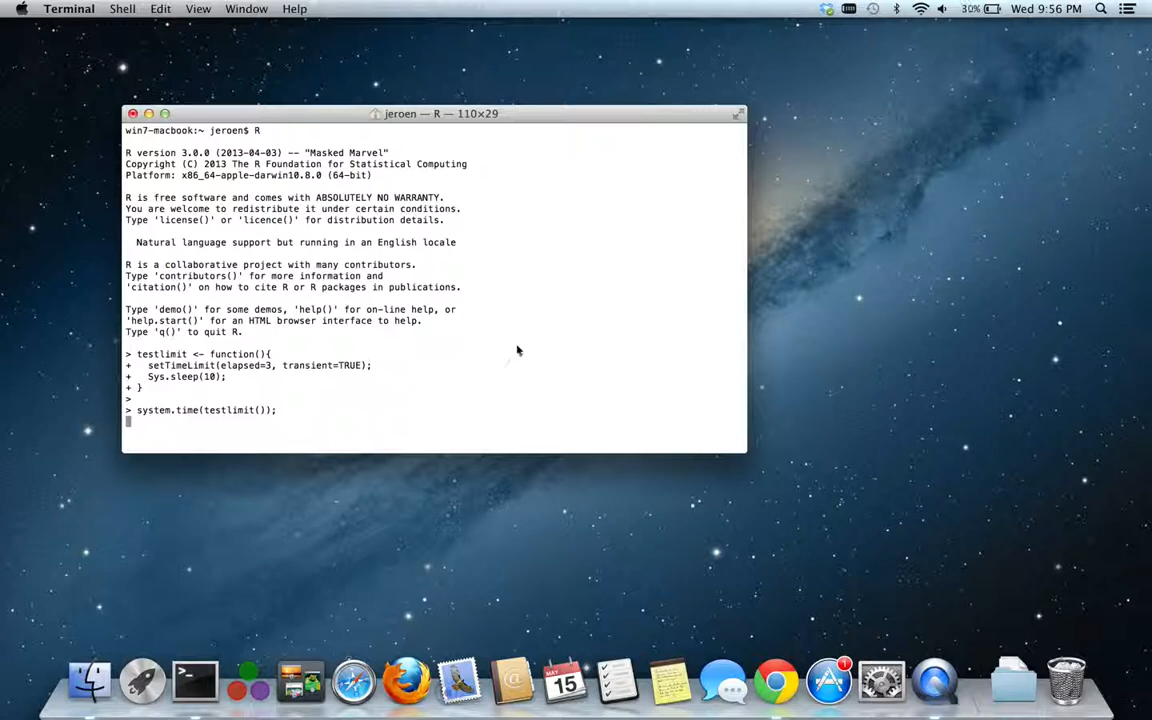 Terminal Shell Edit View Window Help 30% Wed 9:56 PM
jeroen — R — 110×29
win7-macbook:~ jeroen$ R
R version 3.0.0 (2013-04-03) -- "Masked Marvel"
Copyright (C) 2013 The R Foundation for Statistical Computing
Platform: x86_64-apple-darwin10.8.0 (64-bit)
R is free software and comes with ABSOLUTELY NO WARRANTY.
You are welcome to redistribute it under certain conditions.
Type 'license()' or 'licence()' for distribution details.
Natural language support but running in an English locale
R is a collaborative project with many contributors.
Type 'contributors()' for more information and
'citation()' on how to cite R or R packages in publications.
Type 'demo()' for some demos, 'help()' for on-line help, or
'help.start()' for an HTML browser interface to help.
Type 'q()' to quit R.
> testlimit <- function(){
+   setTimeLimit(elapsed=3, transient=TRUE);
+   Sys.sleep(10);
+ }
>
> system.time(testlimit());
>_
MAY
15
1